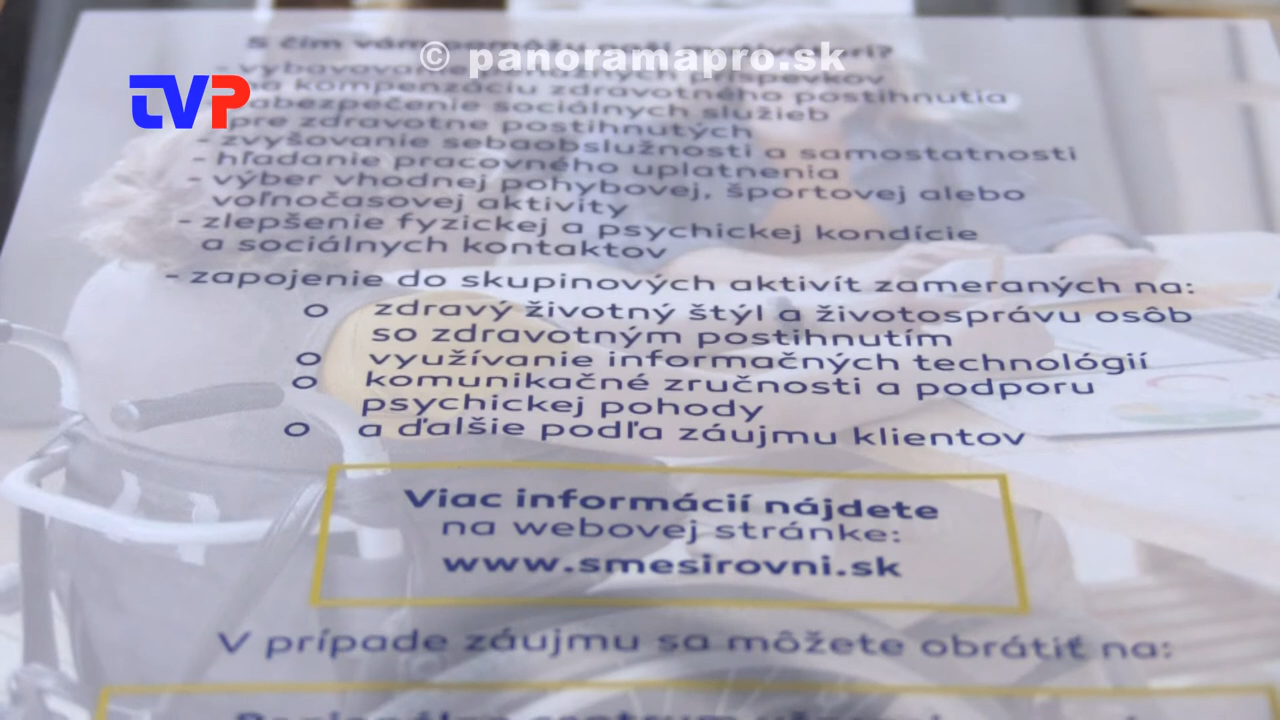 © panoramapro.sk
TVP
S čím vám
- vybavovanie peňažných príspevkov
na kompenzáciu zdravotného postihnutia
- zabezpečenie sociálnych služieb
pre zdravotne postihnutých
- zvyšovanie sebaobslužnosti a samostatnosti
- hľadanie pracovného uplatnenia
- výber vhodnej pohybovej, športovej alebo
voľnočasovej aktivity
- zlepšenie fyzickej a psychickej kondície
a sociálnych kontaktov
- zapojenie do skupinových aktivít zameraných na:
o zdravý životný štýl a životosprávu osôb
so zdravotným postihnutím
o využívanie informačných technológií
o komunikačné zručnosti a podporu
psychickej pohody
o a ďalšie podľa záujmu klientov
Viac informácií nájdete
na webovej stránke:
www.smesirovni.sk
V prípade záujmu sa môžete obrátiť na: